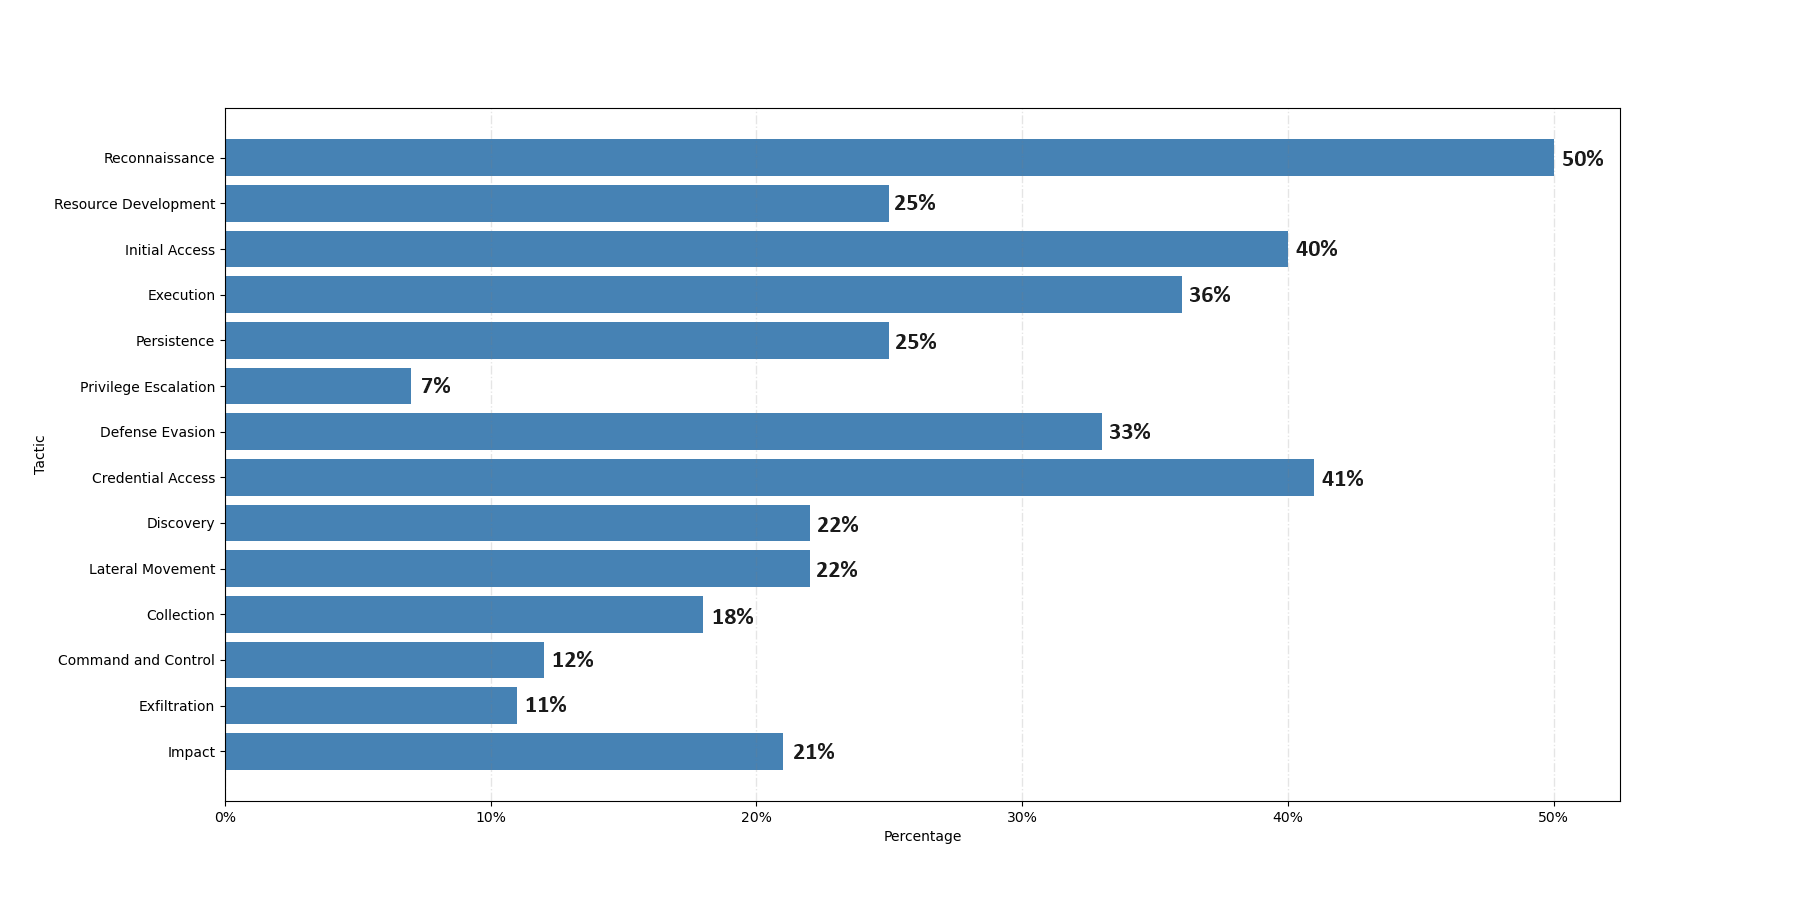 Reconnaissance 50%
Resource Development 25%
Initial Access 40%
Execution 36%
Persistence 25%
Privilege Escalation 7%
Defense Evasion 33%
Credential Access 41%
Discovery 22%
Lateral Movement 22%
Collection 18%
Command and Control 12%
Exfiltration 11%
Impact 21%
Tactic
0% 10% 20% 30% 40% 50%
Percentage